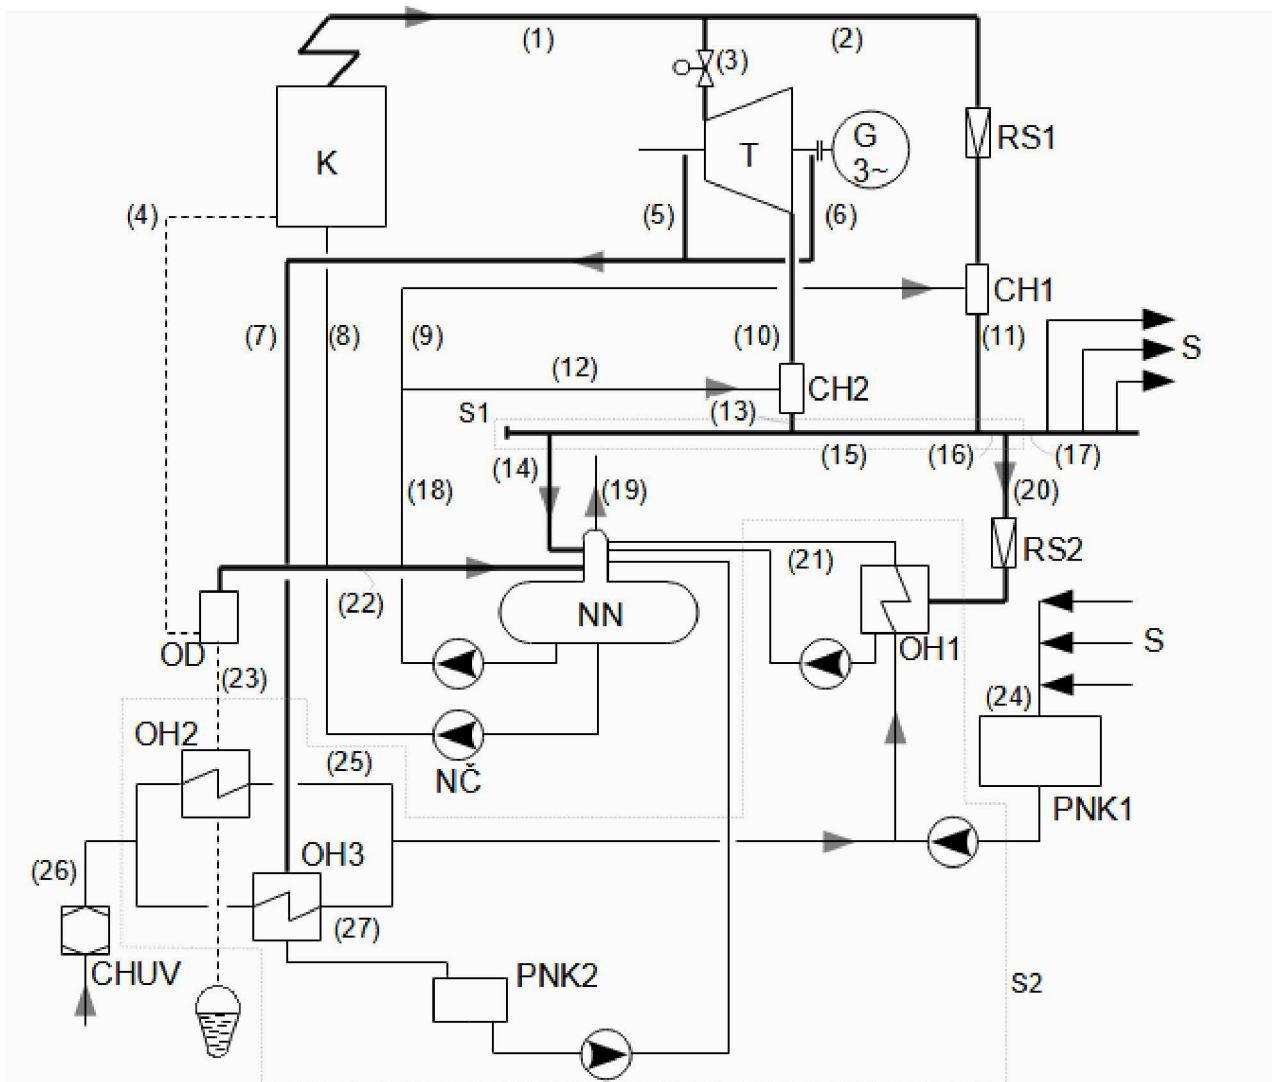 (1)
(2)
(3)
K
T
G
3~
RS1
(4)
(5)
(6)
CH1
(7)
(8)
(9)
(10)
(11)
S
(12)
CH2
S1
(13)
(14)
(15)
(16)
(17)
(18)
(19)
(20)
(21)
RS2
(22)
NN
OD
OH1
S
(23)
(24)
OH2
(25)
NČ
PNK1
OH3
(26)
(27)
CHUV
PNK2
S2